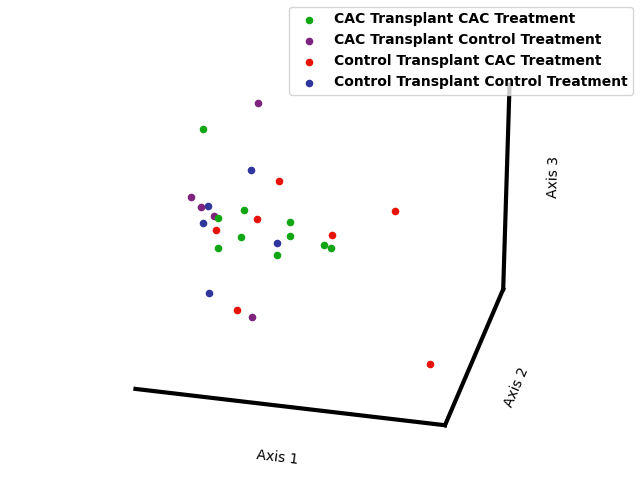 CAC Transplant CAC Treatment
CAC Transplant Control Treatment
Control Transplant CAC Treatment
Control Transplant Control Treatment
Axis 3
Axis 2
Axis 1